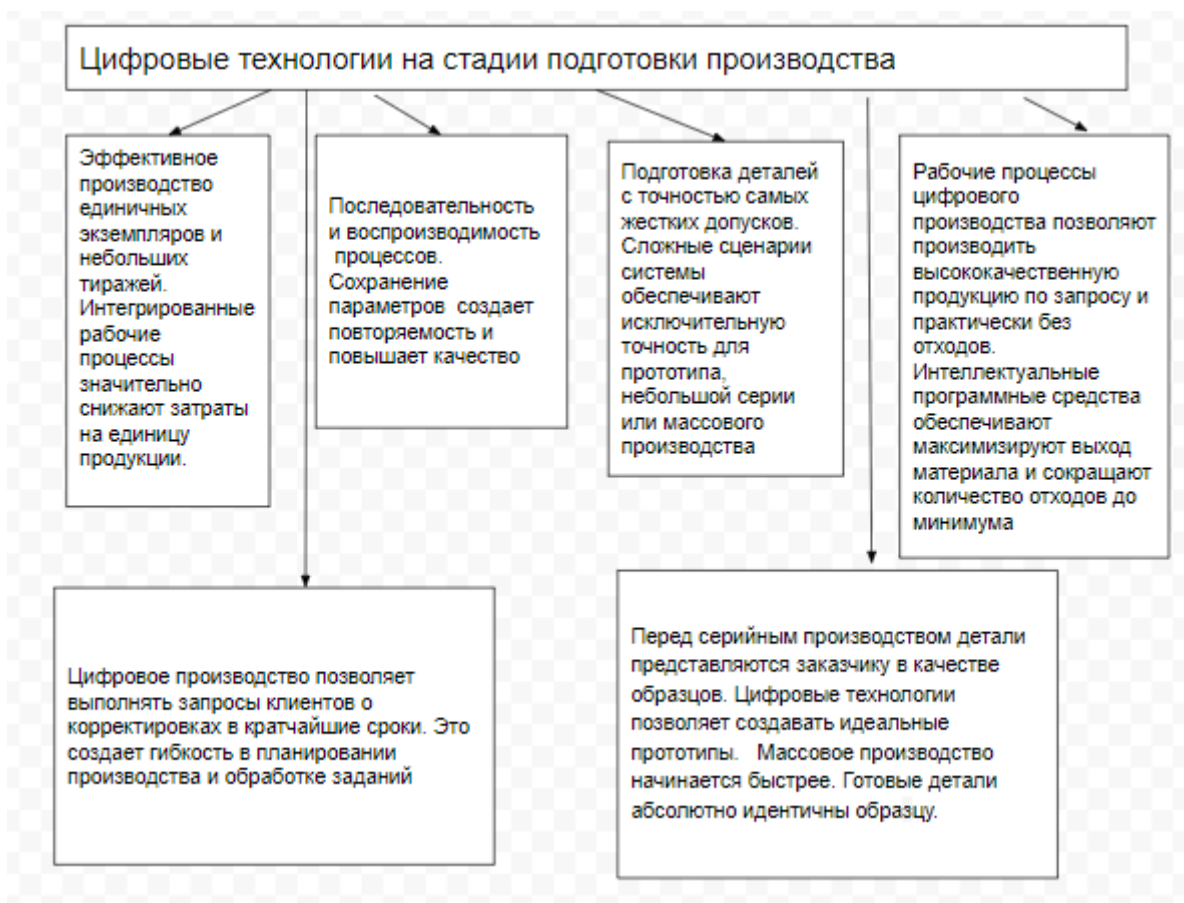 Цифровые технологии на стадии подготовки производства
Эффективное
производство
единичных
экземпляров и
небольших
тиражей.
Интегрированные
рабочие
процессы
значительно
снижают затраты
на единицу
продукции.
Последовательность
и воспроизводимость
процессов.
Сохранение
параметров создает
повторяемость и
повышает качество
Подготовка деталей
с точностью самых
жестких допусков.
Сложные сценарии
системы
обеспечивают
исключительную
точность для
прототипа,
небольшой серии
или массового
производства
Рабочие процессы
цифрового
производства позволяют
производить
высококачественную
продукцию по запросу и
практически без
отходов.
Интеллектуальные
программные средства
обеспечивают
максимизируют выход
материала и сокращают
количество отходов до
минимума
Цифровое производство позволяет
выполнять запросы клиентов о
корректировках в кратчайшие сроки. Это
создает гибкость в планировании
производства и обработке заданий
Перед серийным производством детали
представляются заказчику в качестве
образцов. Цифровые технологии
позволяет создавать идеальные
прототипы. Массовое производство
начинается быстрее. Готовые детали
абсолютно идентичны образцу.